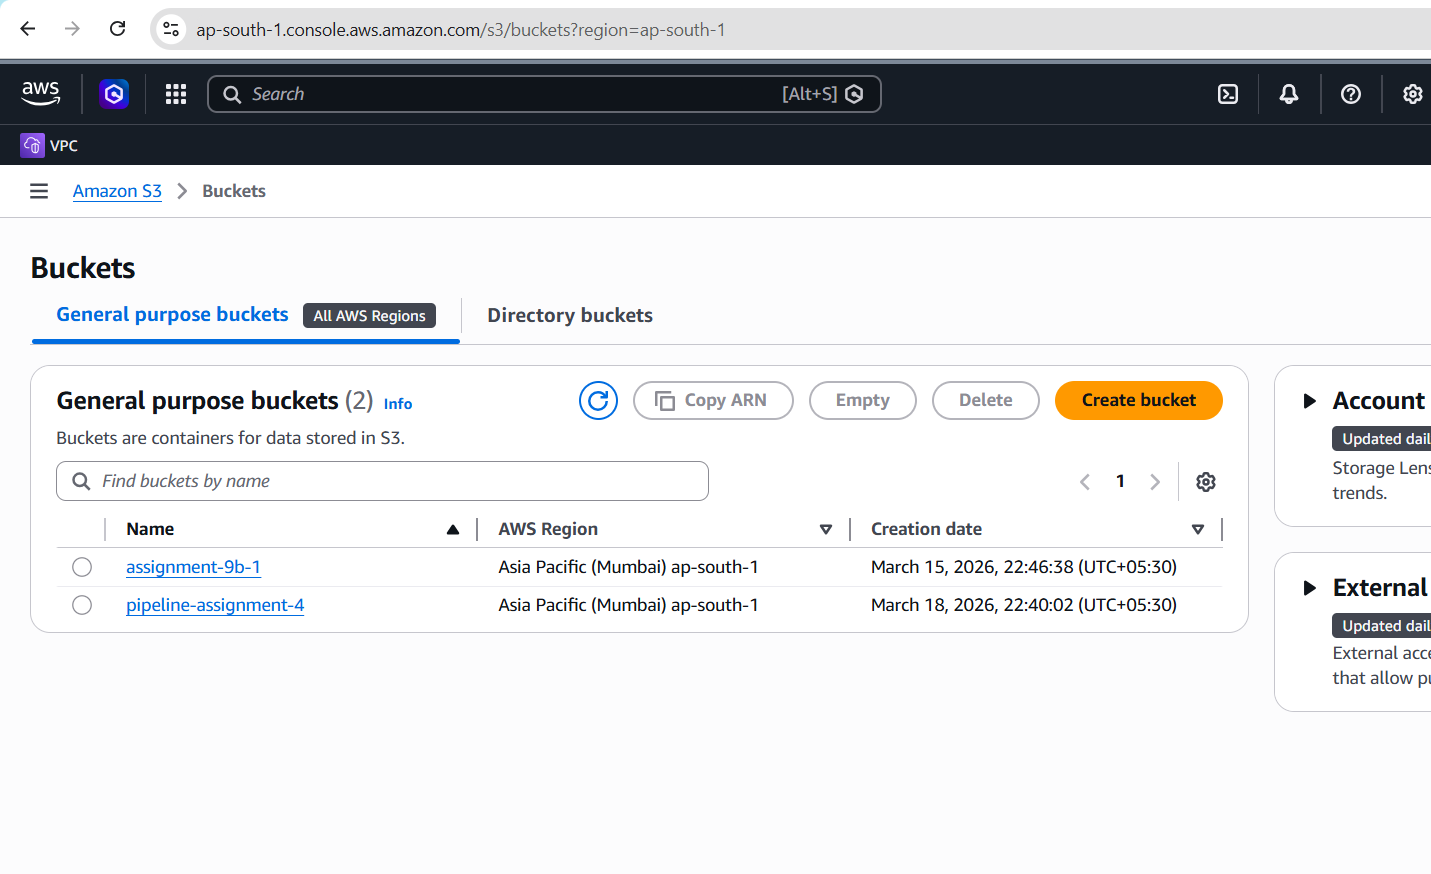 ap-south-1.console.aws.amazon.com/s3/buckets?region=ap-south-1
aws
Search [Alt+S]
VPC
Amazon S3 Buckets
Buckets
General purpose buckets All AWS Regions Directory buckets
General purpose buckets (2) Info Copy ARN Empty Delete Create bucket
Buckets are containers for data stored in S3.
Find buckets by name 1
Name AWS Region Creation date
assignment-9b-1 Asia Pacific (Mumbai) ap-south-1 March 15, 2026, 22:46:38 (UTC+05:30)
pipeline-assignment-4 Asia Pacific (Mumbai) ap-south-1 March 18, 2026, 22:40:02 (UTC+05:30)
Account
Updated
Storage
trends.
External
Updated
External
that allow